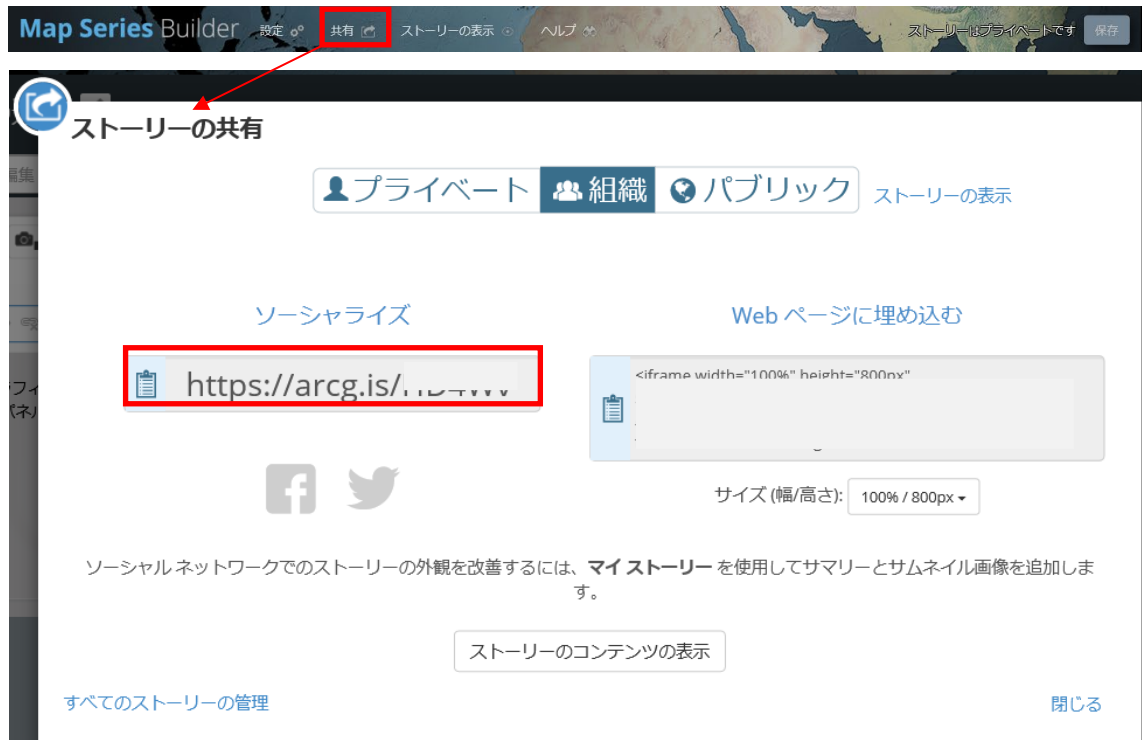 Map Series Builder 設定 共有 ストーリーの表示 ヘルプ ストーリーはプライベートです 保存
ストーリーの共有
編集
プライベート 組織 パブリック ストーリーの表示
ソーシャライズ Web ページに埋め込む
https://arcg.is/
<iframe width="100%" height="800px"
サイズ (幅/高さ): 100% / 800px
ソーシャル ネットワークでのストーリーの外観を改善するには、マイ ストーリー を使用してサマリーとサムネイル画像を追加しま
す。
ストーリーのコンテンツの表示
すべてのストーリーの管理 閉じる